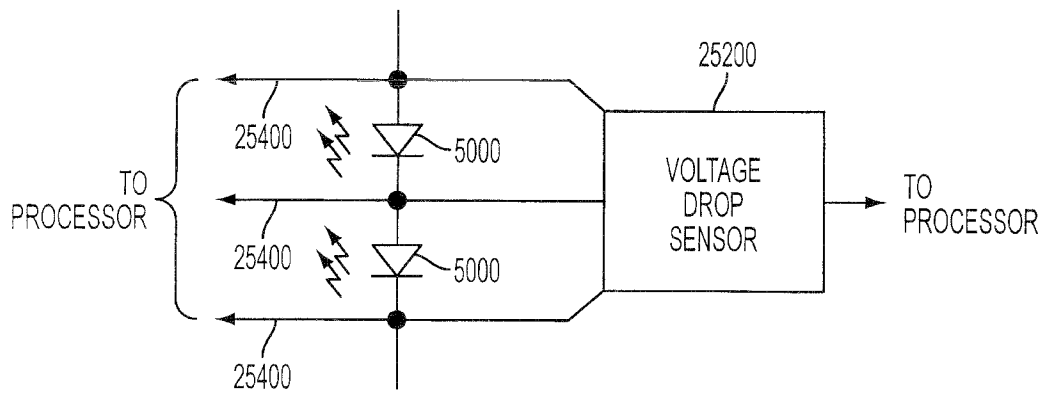 25200
25400
5000
TO
PROCESSOR
VOLTAGE
DROP
SENSOR
TO
PROCESSOR
25400
5000
25400